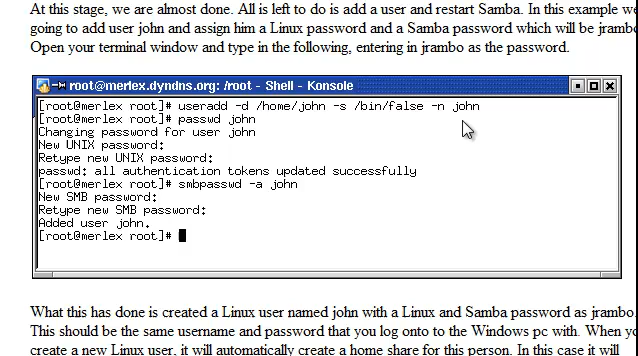 At this stage, we are almost done. All is left to do is add a user and restart Samba. In this example we
going to add user john and assign him a Linux password and a Samba password which will be jrambo
Open your terminal window and type in the following, entering in jrambo as the password.
root@merlex.dyndns.org: /root - Shell - Konsole
[root@merlex root]# useradd -d /home/john -s /bin/false -n john
[root@merlex root]# passwd john
Changing password for user john
New UNIX password:
Retype new UNIX password:
passwd: all authentication tokens updated successfully
[root@merlex root]# smbpasswd -a john
New SMB password:
Retype new SMB password:
Added user john.
[root@merlex root]#
What this has done is created a Linux user named john with a Linux and Samba password as jrambo
This should be the same username and password that you log onto to the Windows pc with. When yo
create a new Linux user, it will automatically create a home share for this person. In this case it will